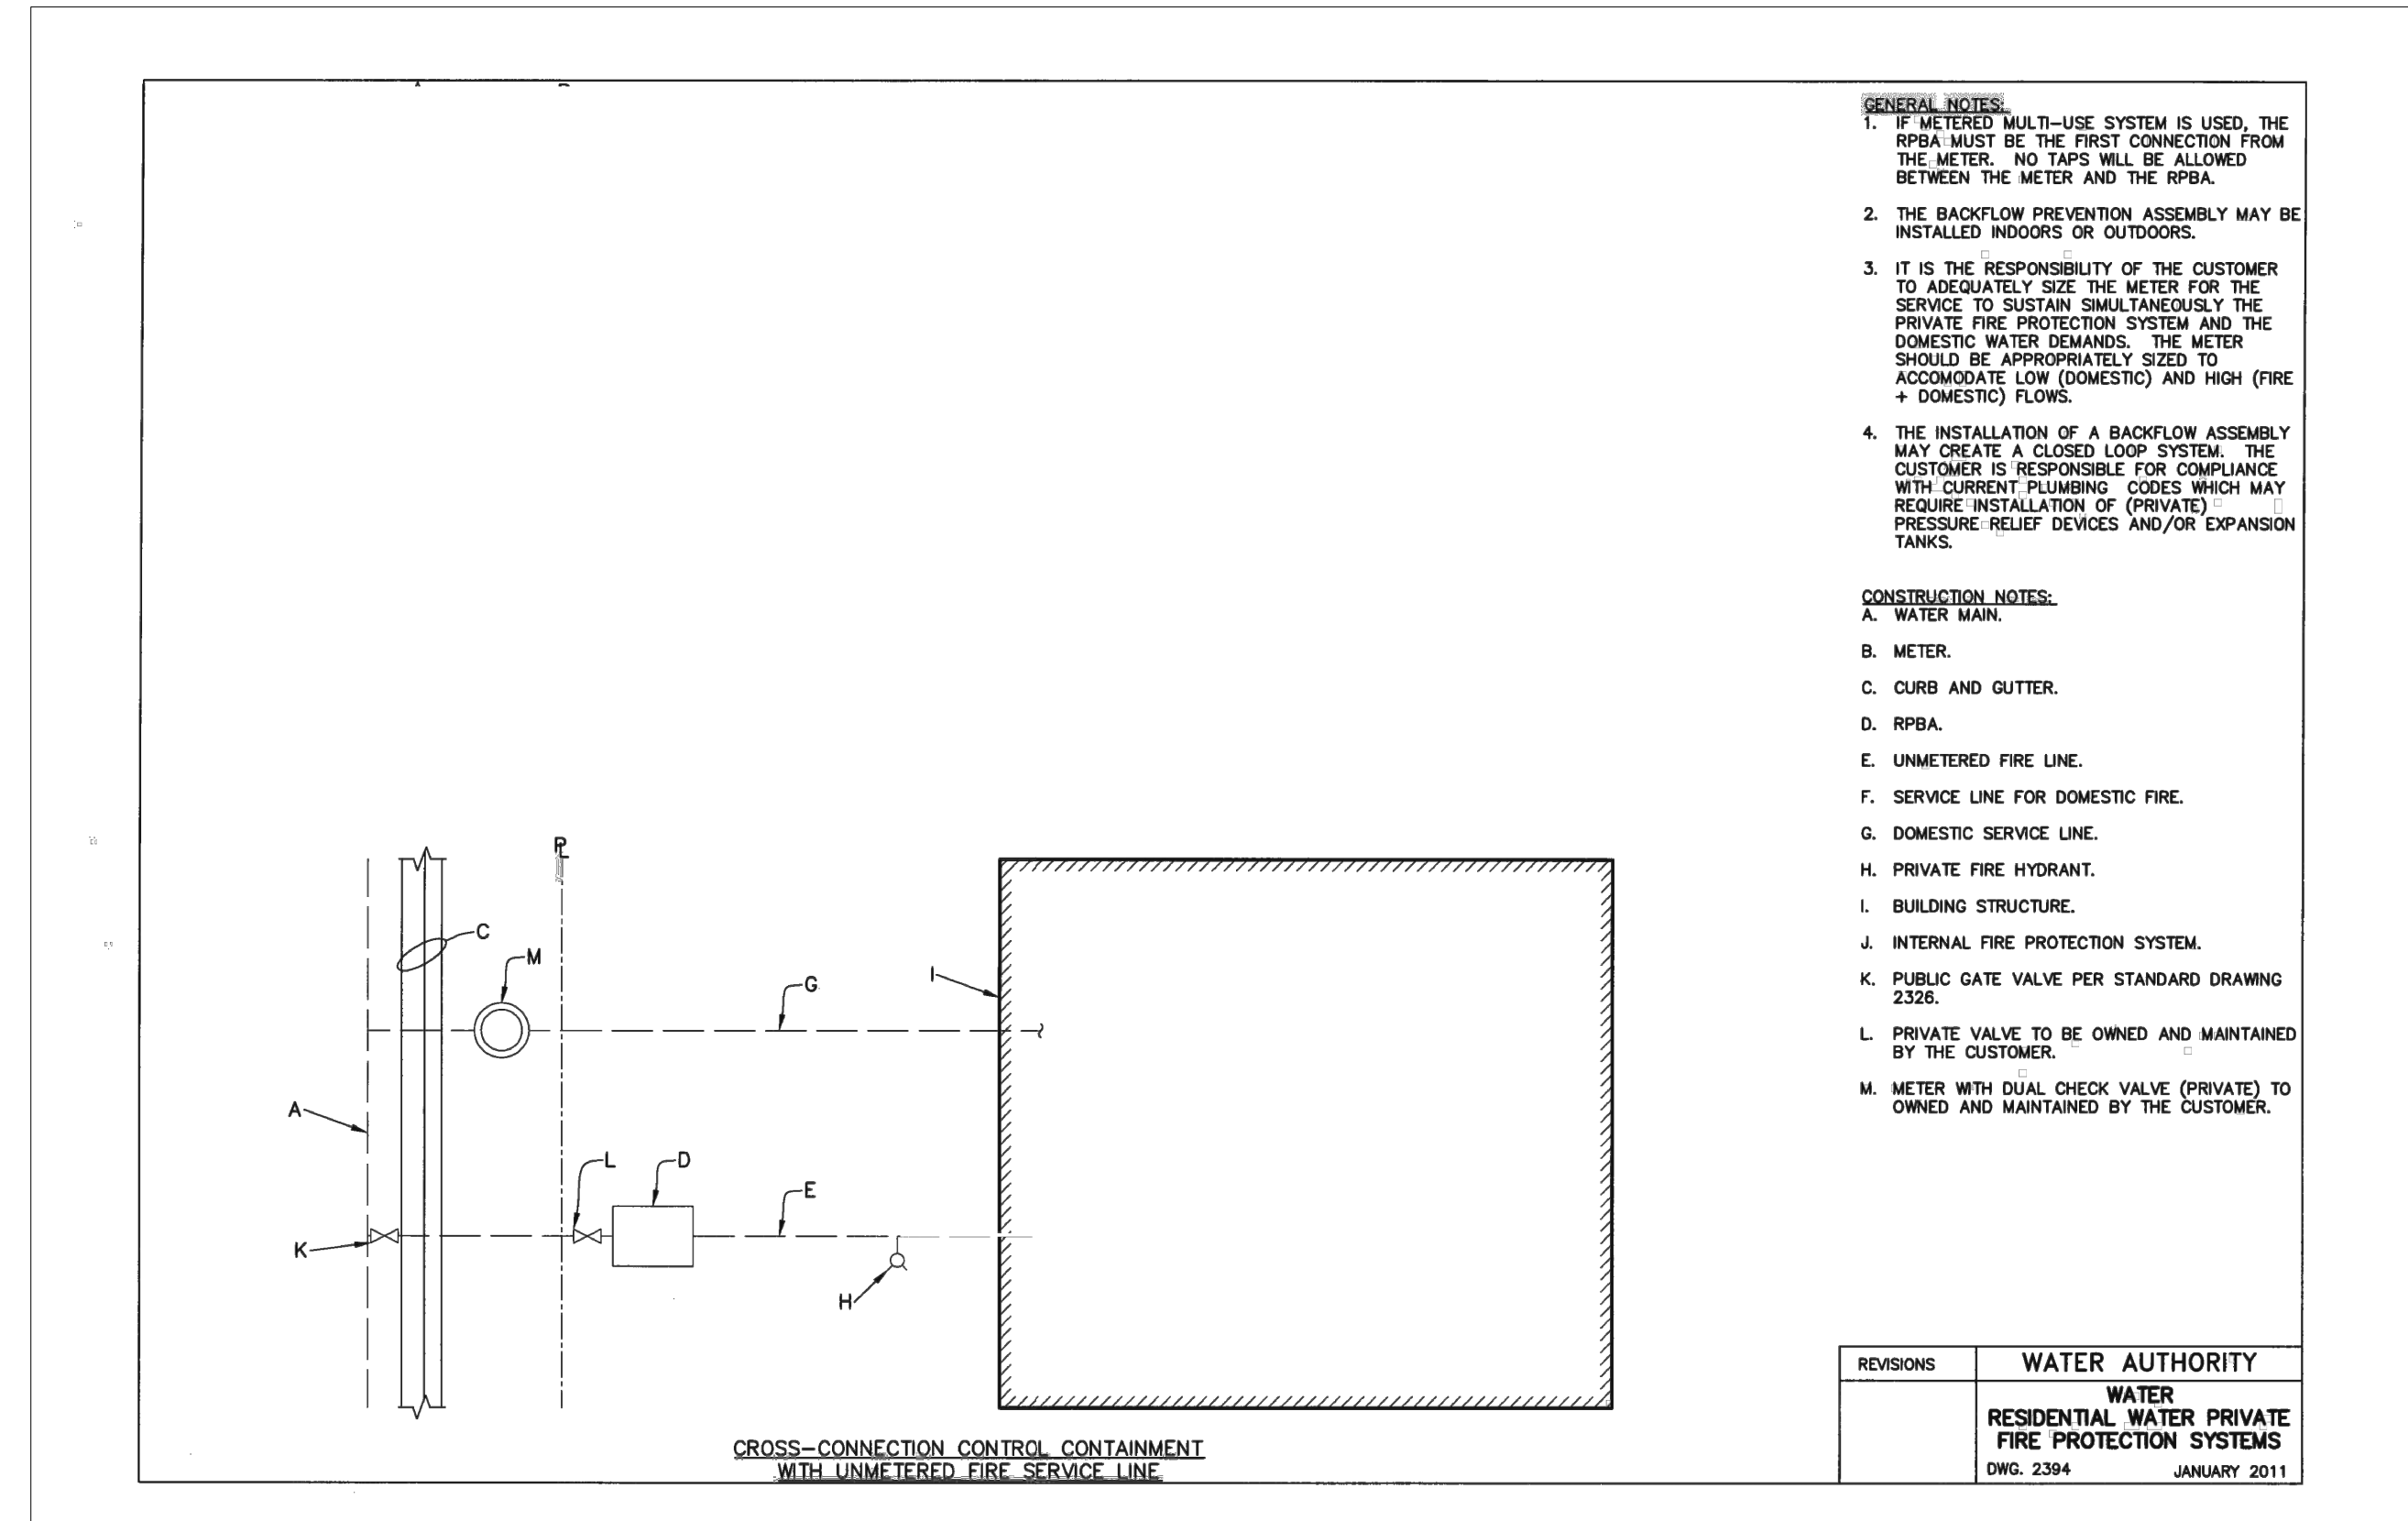 GENERAL NOTES:
1. IF METERED MULTI-USE SYSTEM IS USED, THE
RPBA MUST BE THE FIRST CONNECTION FROM
THE METER. NO TAPS WILL BE ALLOWED
BETWEEN THE METER AND THE RPBA.
2. THE BACKFLOW PREVENTION ASSEMBLY MAY BE
INSTALLED INDOORS OR OUTDOORS.
3. IT IS THE RESPONSIBILITY OF THE CUSTOMER
TO ADEQUATELY SIZE THE METER FOR THE
SERVICE TO SUSTAIN SIMULTANEOUSLY THE
PRIVATE FIRE PROTECTION SYSTEM AND THE
DOMESTIC WATER DEMANDS. THE METER
SHOULD BE APPROPRIATELY SIZED TO
ACCOMODATE LOW (DOMESTIC) AND HIGH (FIRE
+ DOMESTIC) FLOWS.
4. THE INSTALLATION OF A BACKFLOW ASSEMBLY
MAY CREATE A CLOSED LOOP SYSTEM. THE
CUSTOMER IS RESPONSIBLE FOR COMPLIANCE
WITH CURRENT PLUMBING CODES WHICH MAY
REQUIRE INSTALLATION OF (PRIVATE)
PRESSURE RELIEF DEVICES AND/OR EXPANSION
TANKS.
CONSTRUCTION NOTES:
A. WATER MAIN.
B. METER.
C. CURB AND GUTTER.
D. RPBA.
E. UNMETERED FIRE LINE.
F. SERVICE LINE FOR DOMESTIC FIRE.
G. DOMESTIC SERVICE LINE.
H. PRIVATE FIRE HYDRANT.
I. BUILDING STRUCTURE.
J. INTERNAL FIRE PROTECTION SYSTEM.
K. PUBLIC GATE VALVE PER STANDARD DRAWING
2326.
L. PRIVATE VALVE TO BE OWNED AND MAINTAINED
BY THE CUSTOMER.
M. METER WITH DUAL CHECK VALVE (PRIVATE) TO
OWNED AND MAINTAINED BY THE CUSTOMER.
PL
C
M
G
I
A
L
D
E
K
H
CROSS-CONNECTION CONTROL CONTAINMENT
WITH UNMETERED FIRE SERVICE LINE
REVISIONS
WATER AUTHORITY
WATER
RESIDENTIAL WATER PRIVATE
FIRE PROTECTION SYSTEMS
DWG. 2394
JANUARY 2011